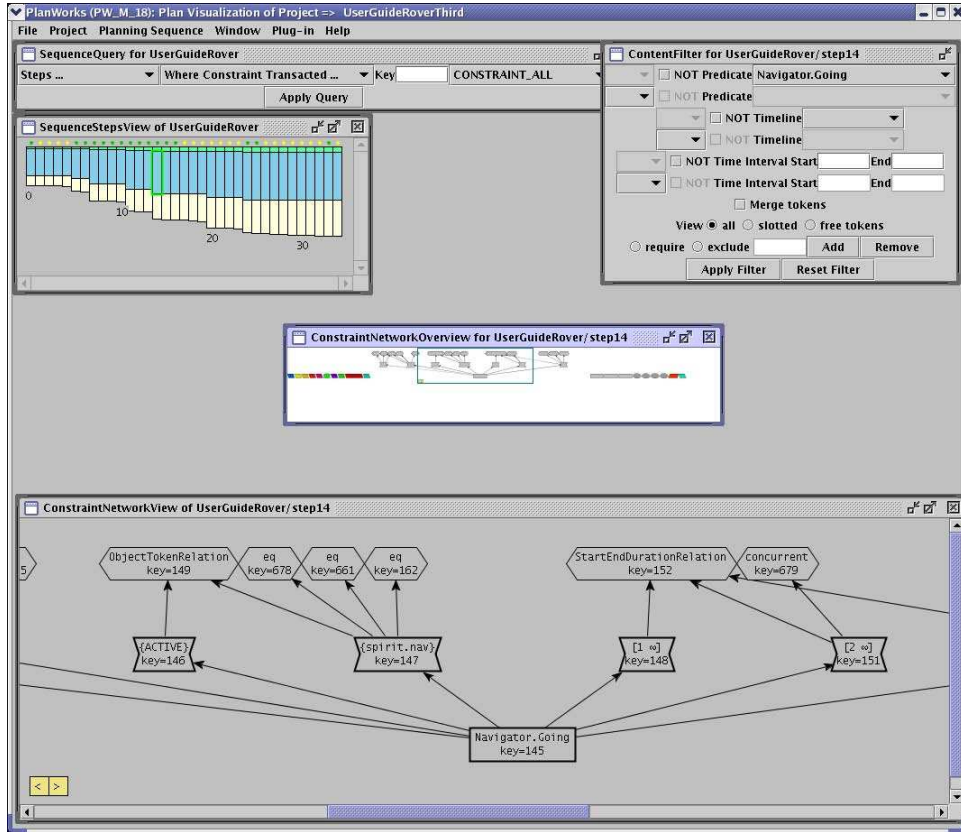 PlanWorks (PW_M_18): Plan Visualization of Project => UserGuideRoverThird
File Project Planning Sequence Window Plug-in Help
SequenceQuery for UserGuideRover
Steps ... Where Constraint Transacted ... Key CONSTRAINT_ALL
Apply Query
ContentFilter for UserGuideRover/step14
NOT Predicate Navigator.Going
NOT Predicate
NOT Timeline
NOT Timeline
NOT Time Interval Start End
NOT Time Interval Start End
Merge tokens
View all slotted free tokens
require exclude Add Remove
Apply Filter Reset Filter
SequenceStepsView of UserGuideRover
0
10
20
30
ConstraintNetworkOverview for UserGuideRover/step14
ConstraintNetworkView of UserGuideRover/step14
5
ObjectTokenRelation
key=149
eq
key=678
eq
key=661
eq
key=162
StartEndDurationRelation
key=152
concurrent
key=679
{ACTIVE}
key=146
{spirit.nav}
key=147
[1 ∞]
key=148
[2 ∞]
key=151
Navigator.Going
key=145
< >